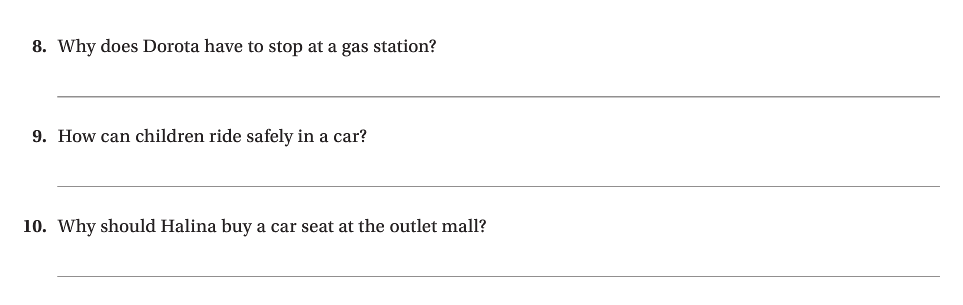 8. Why does Dorota have to stop at a gas station?
9. How can children ride safely in a car?
10. Why should Halina buy a car seat at the outlet mall?